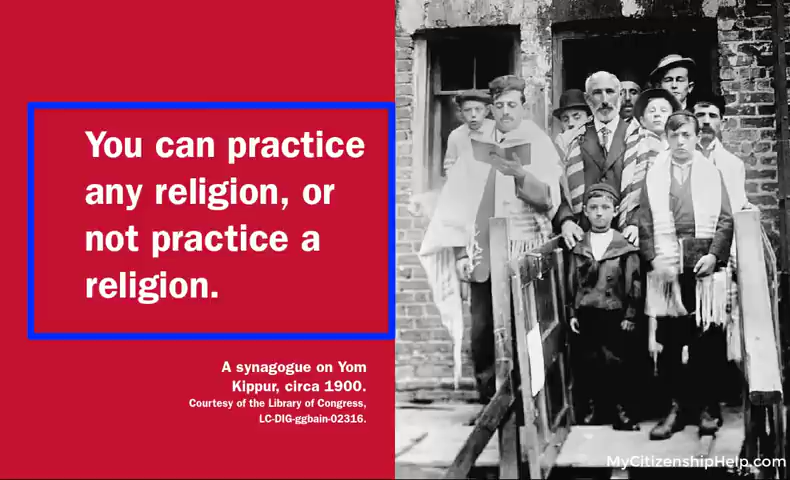 You can practice
any religion, or
not practice a
religion.
A synagogue on Yom
Kippur, circa 1900.
Courtesy of the Library of Congress,
LC-DIG-ggbain-02316.
MyCitizenshipHelp.com